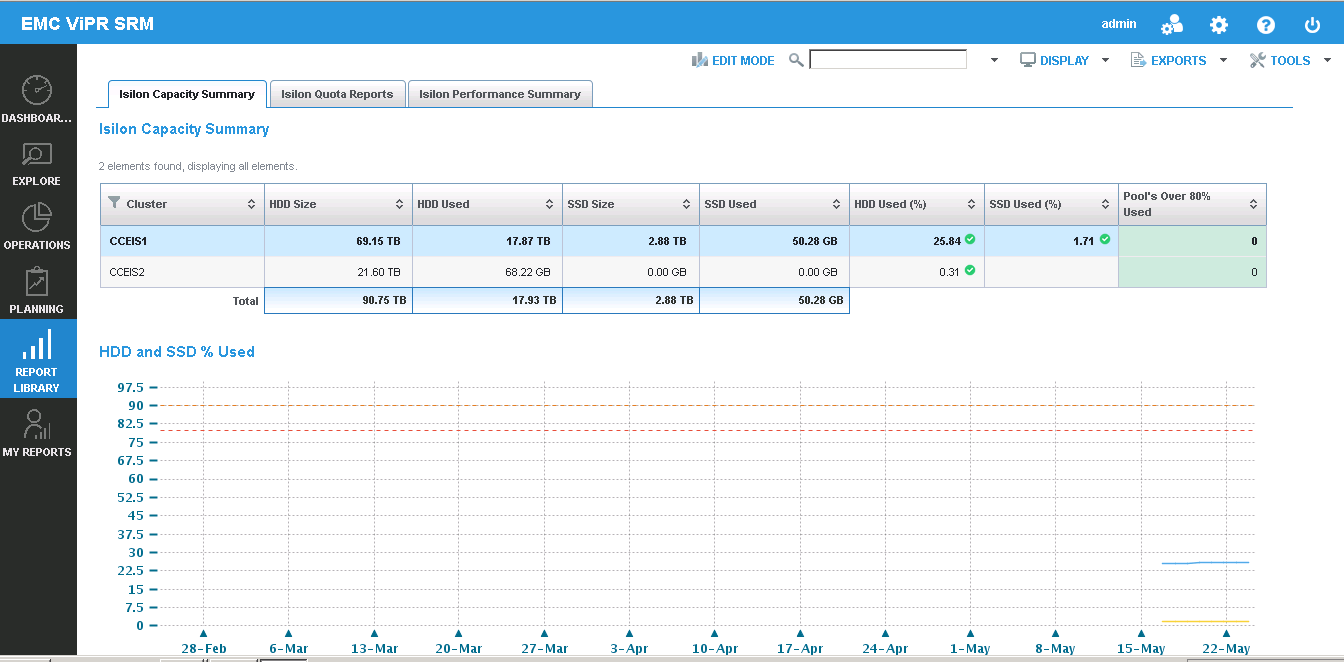 EMC ViPR SRM
admin
EDIT MODE
DISPLAY
EXPORTS
TOOLS
DASHBOAR...
EXPLORE
OPERATIONS
PLANNING
REPORT
LIBRARY
MY REPORTS
Isilon Capacity Summary
Isilon Quota Reports
Isilon Performance Summary
Isilon Capacity Summary
2 elements found, displaying all elements.
Cluster HDD Size HDD Used SSD Size SSD Used HDD Used (%) SSD Used (%) Pool's Over 80%
Used
CCEIS1 69.15 TB 17.87 TB 2.88 TB 50.28 GB 25.84 1.71 0
CCEIS2 21.60 TB 68.22 GB 0.00 GB 0.00 GB 0.31 0
Total 90.75 TB 17.93 TB 2.88 TB 50.28 GB
HDD and SSD % Used
97.5
90
82.5
75
67.5
60
52.5
45
37.5
30
22.5
15
7.5
0
28-Feb 6-Mar 13-Mar 20-Mar 27-Mar 3-Apr 10-Apr 17-Apr 24-Apr 1-May 8-May 15-May 22-May